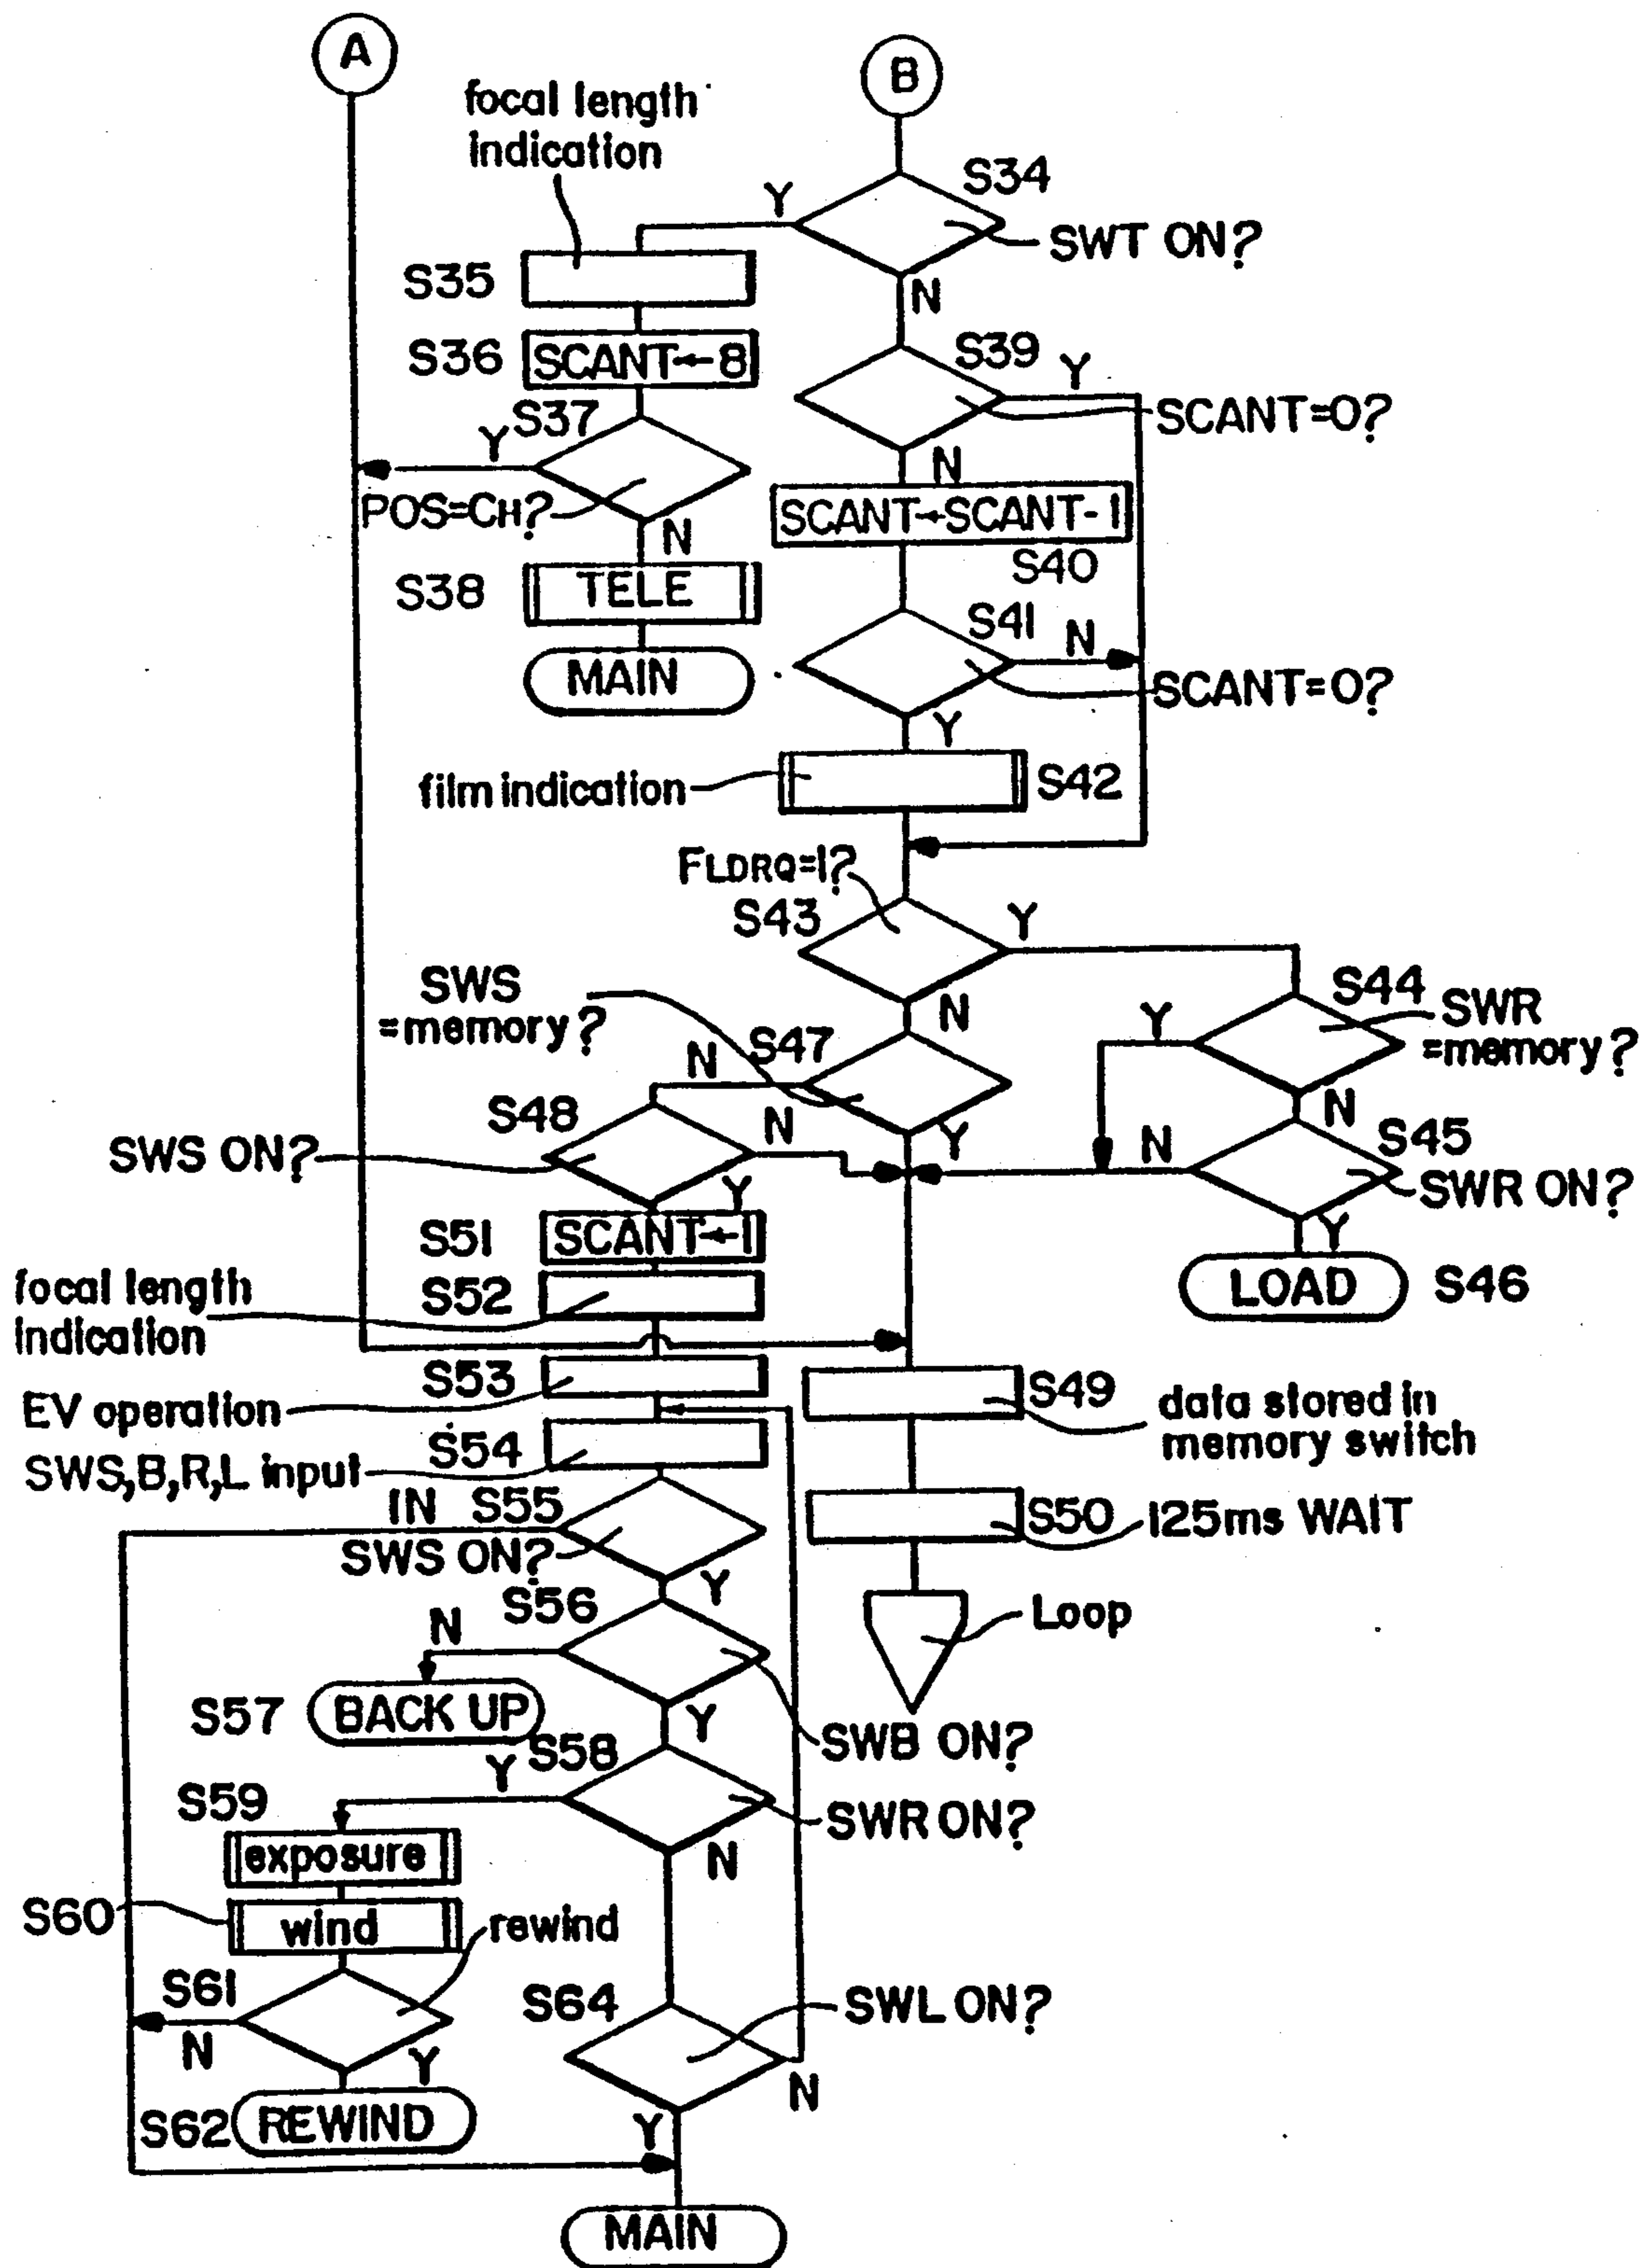 A
B
focal length
indication
S34
Y
SWT ON?
S35
N
S36
SCANT←8
S39
Y
S37
SCANT=0?
Y
POS=CH?
N
N
SCANT←SCANT-1
S40
S38
TELE
S41
N
MAIN
SCANT=0?
Y
film indication
S42
FLDRQ=1?
S43
Y
SWS
=memory?
S44
SWR
=memory?
N
Y
S47
N
S48
N
N
SWS ON?
Y
N
S45
SWR ON?
Y
Y
S51
SCANT←1
LOAD
S46
focal length
indication
S52
S53
EV operation
S49
data stored in
memory switch
S54
SWS,B,R,L input
IN
S55
SWS ON?
S50
125ms WAIT
Y
S56
N
Loop
S57
BACK UP
Y
SWB ON?
S58
Y
S59
SWR ON?
exposure
N
S60
wind
rewind
S61
S64
SWL ON?
N
Y
N
S62
REWIND
Y
MAIN